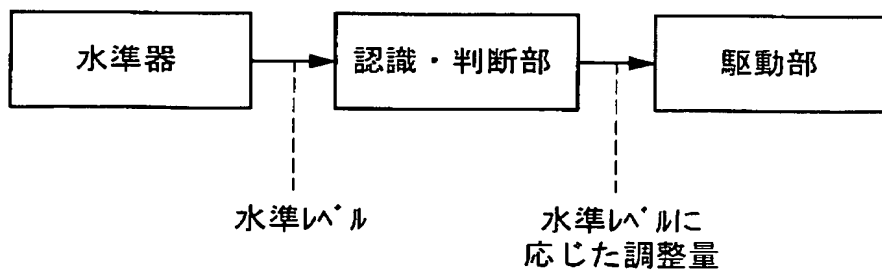 水準器
認識・判断部
駆動部
水準ﾚﾍﾞﾙ
水準ﾚﾍﾞﾙに
応じた調整量